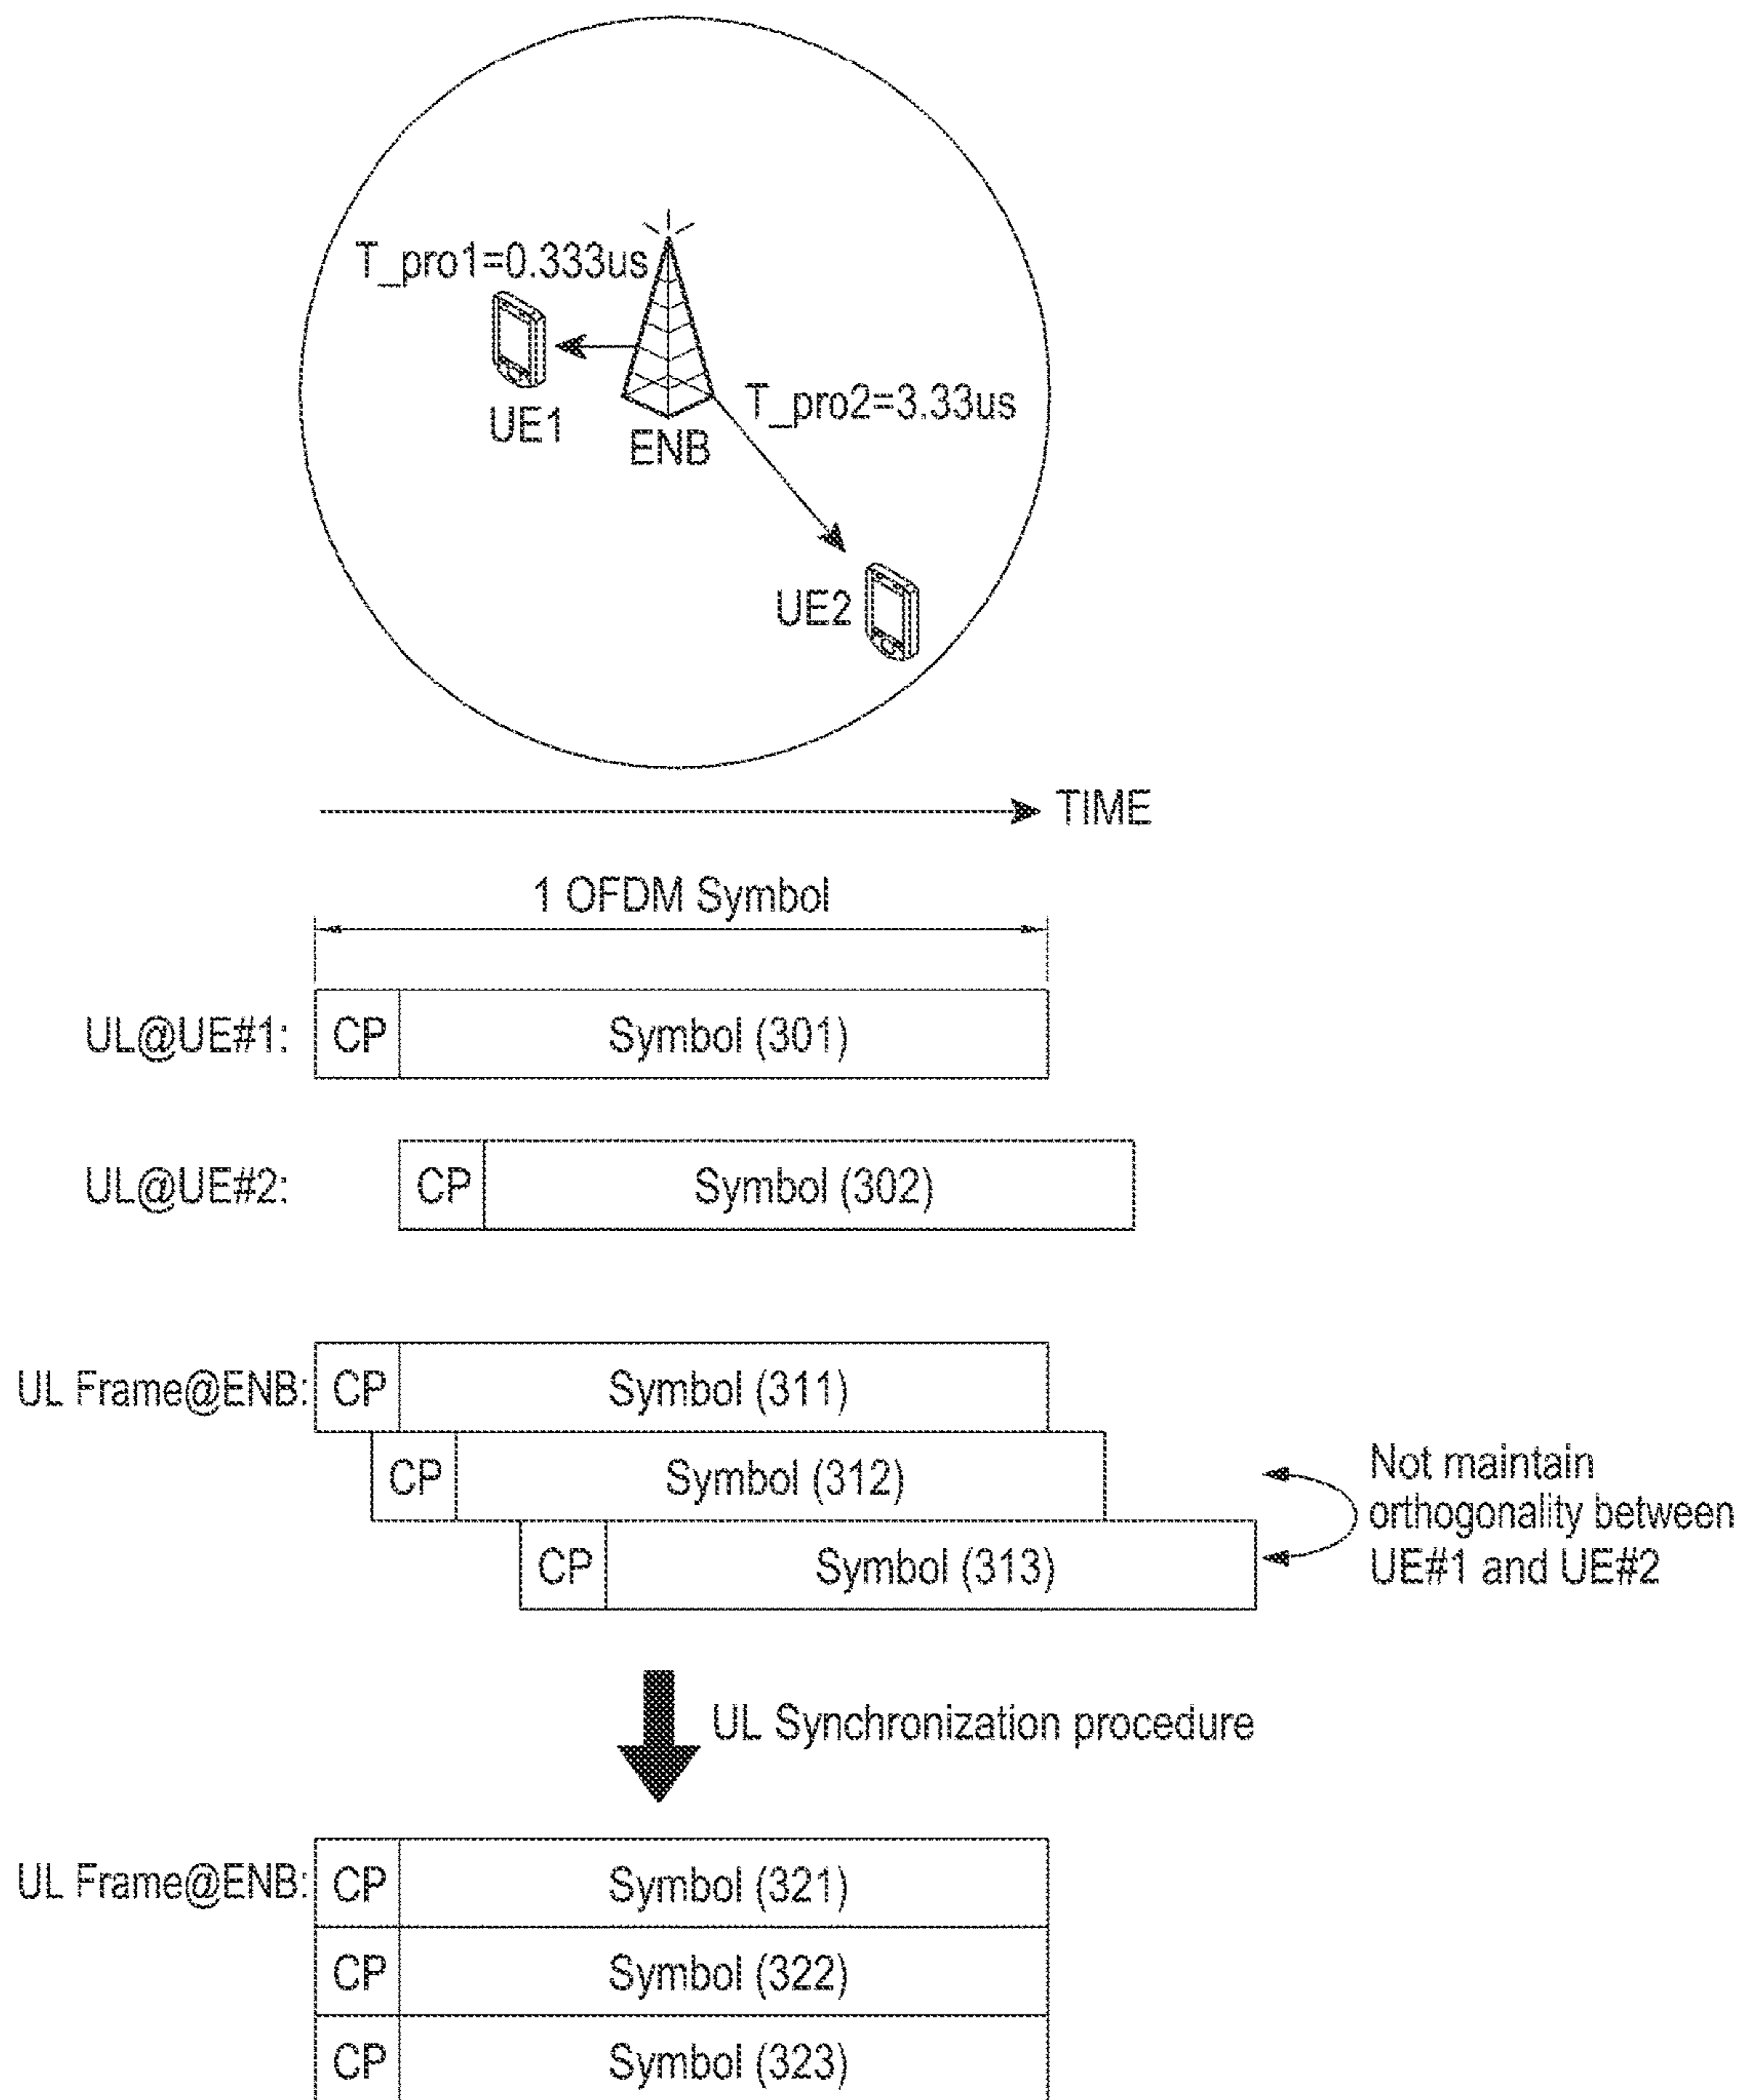 T_pro1=0.333us
UE1
ENB
T_pro2=3.33us
UE2
TIME
1 OFDM Symbol
UL@UE#1: CP Symbol (301)
UL@UE#2: CP Symbol (302)
UL Frame@ENB: CP Symbol (311)
CP Symbol (312)
CP Symbol (313)
Not maintain
orthogonality between
UE#1 and UE#2
UL Synchronization procedure
UL Frame@ENB: CP Symbol (321)
CP Symbol (322)
CP Symbol (323)